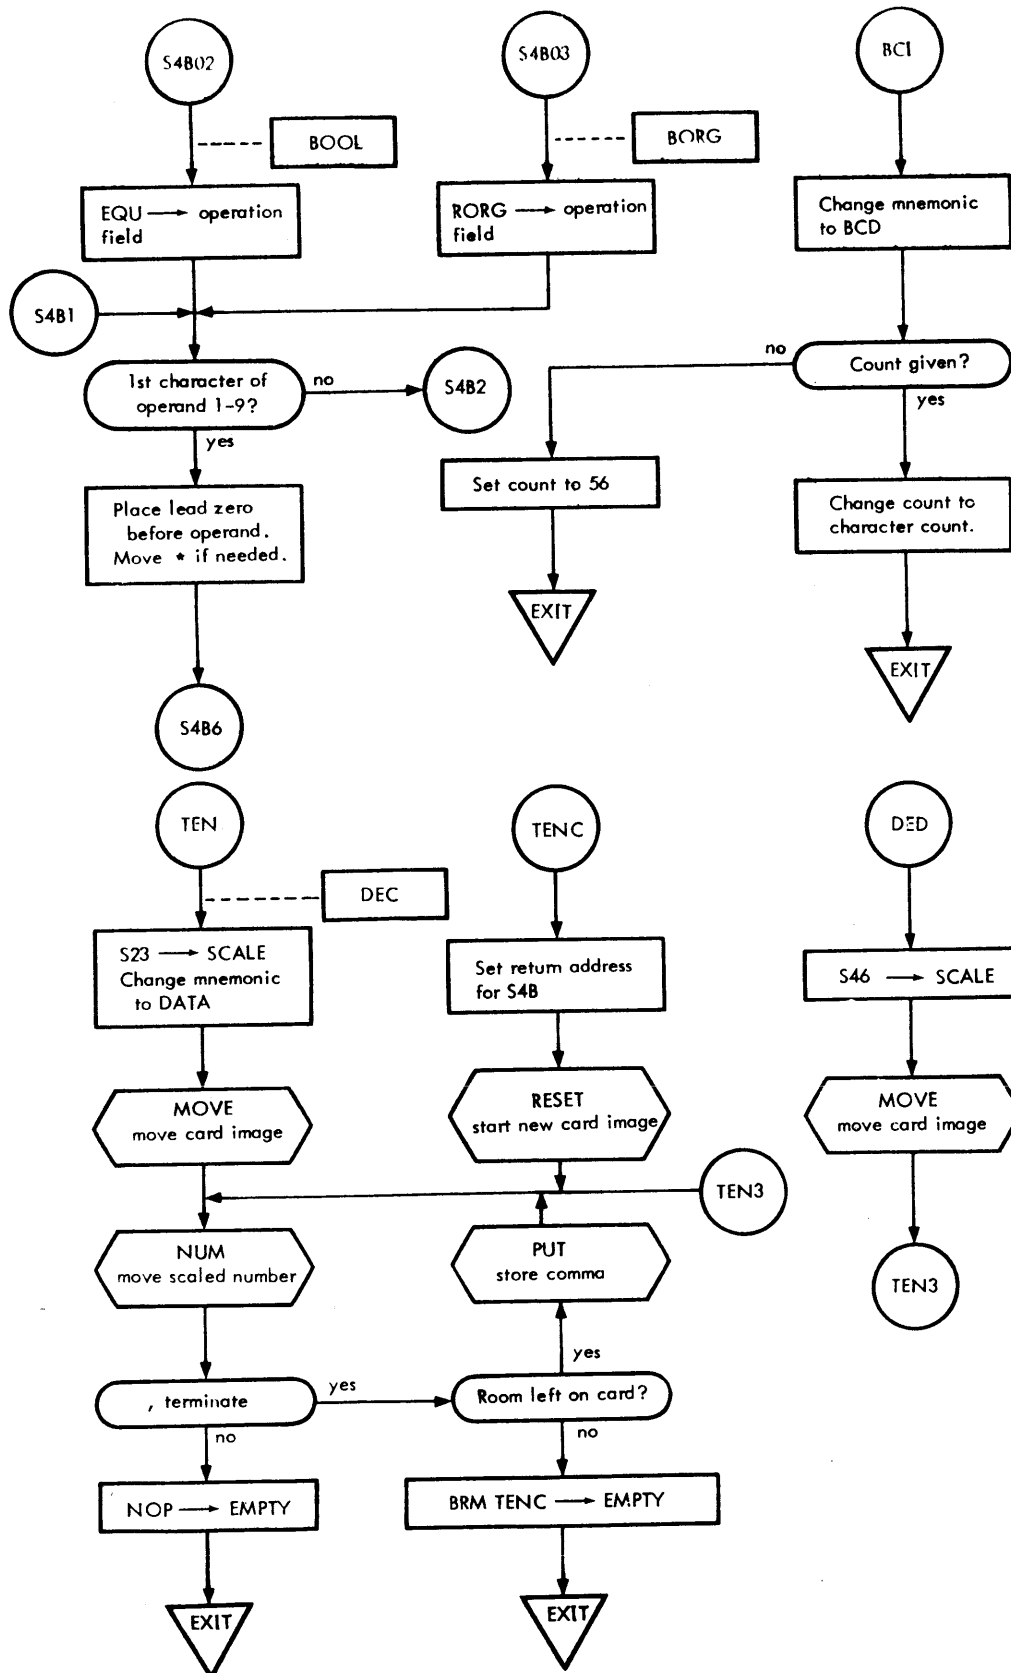 S4B02
S4B03
BCI
BOOL
BORG
EQU → operation
field
RORG → operation
field
Change mnemonic
to BCD
S4B1
1st character of
operand 1-9?
no
S4B2
yes
no
Count given?
yes
Place lead zero
before operand.
Move * if needed.
Set count to 56
Change count to
character count.
EXIT
EXIT
S4B6
TEN
TENC
DED
DEC
S23 → SCALE
Change mnemonic
to DATA
Set return address
for S4B
S46 → SCALE
MOVE
move card image
RESET
start new card image
MOVE
move card image
TEN3
NUM
move scaled number
PUT
store comma
TEN3
yes
, terminate
yes
Room left on card?
no
no
NOP → EMPTY
BRM TENC → EMPTY
EXIT
EXIT